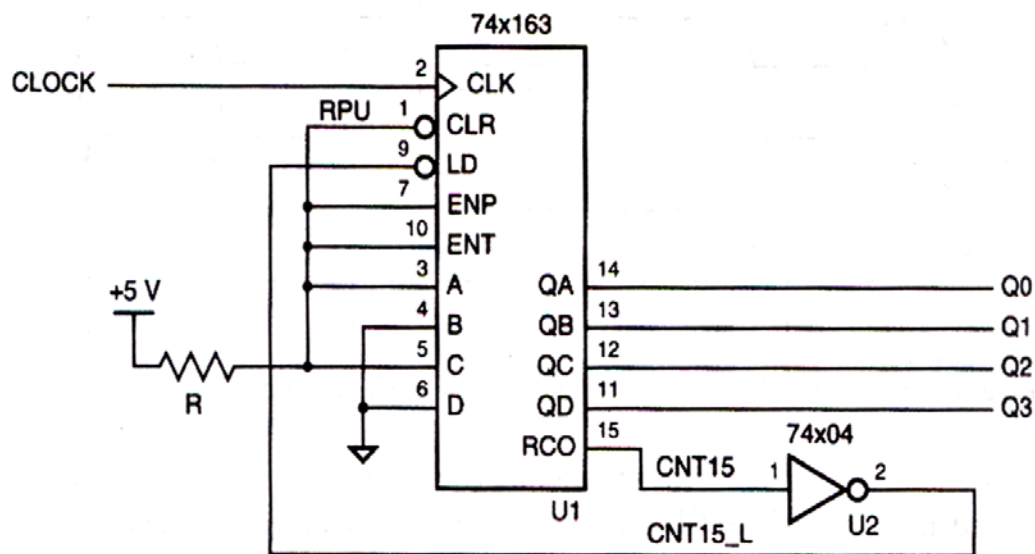 74x163
CLOCK
2
CLK
RPU
1
CLR
9
LD
7
ENP
10
ENT
3
A
QA
14
Q0
+5 V
4
B
QB
13
Q1
5
C
QC
12
Q2
R
6
D
QD
11
Q3
RCO
15
74x04
CNT15
1
2
U1
U2
CNT15_L